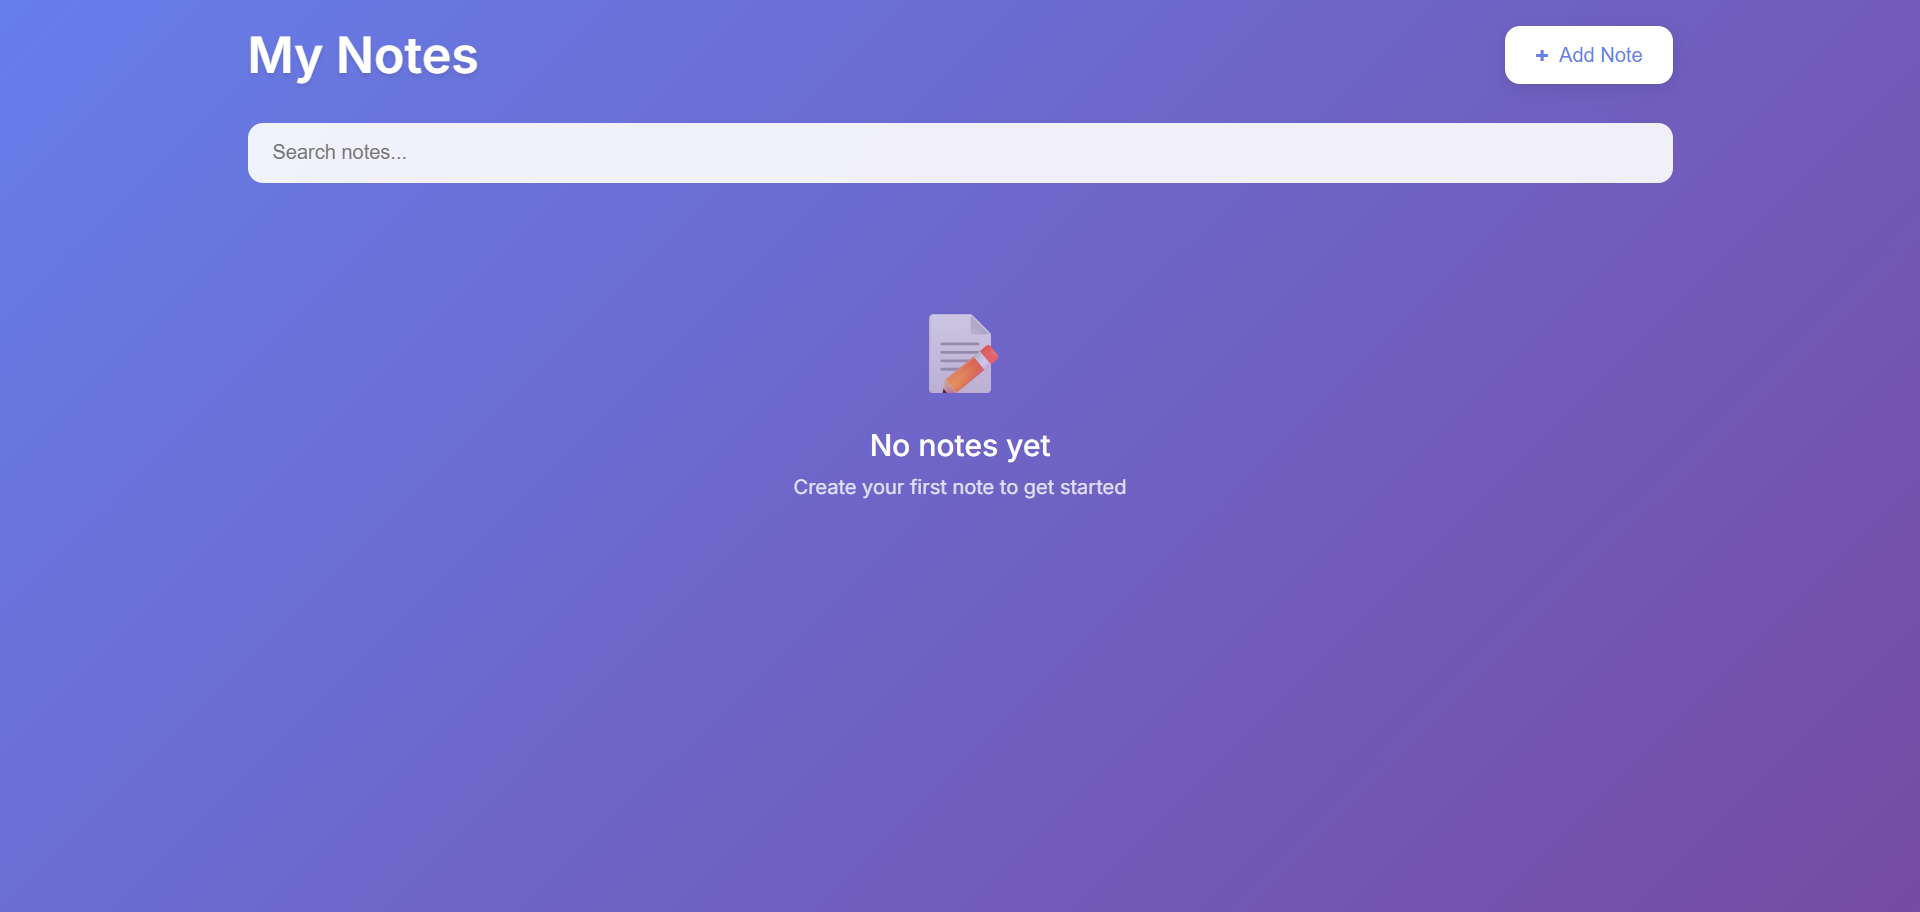 My Notes
+ Add Note
Search notes...
No notes yet
Create your first note to get started